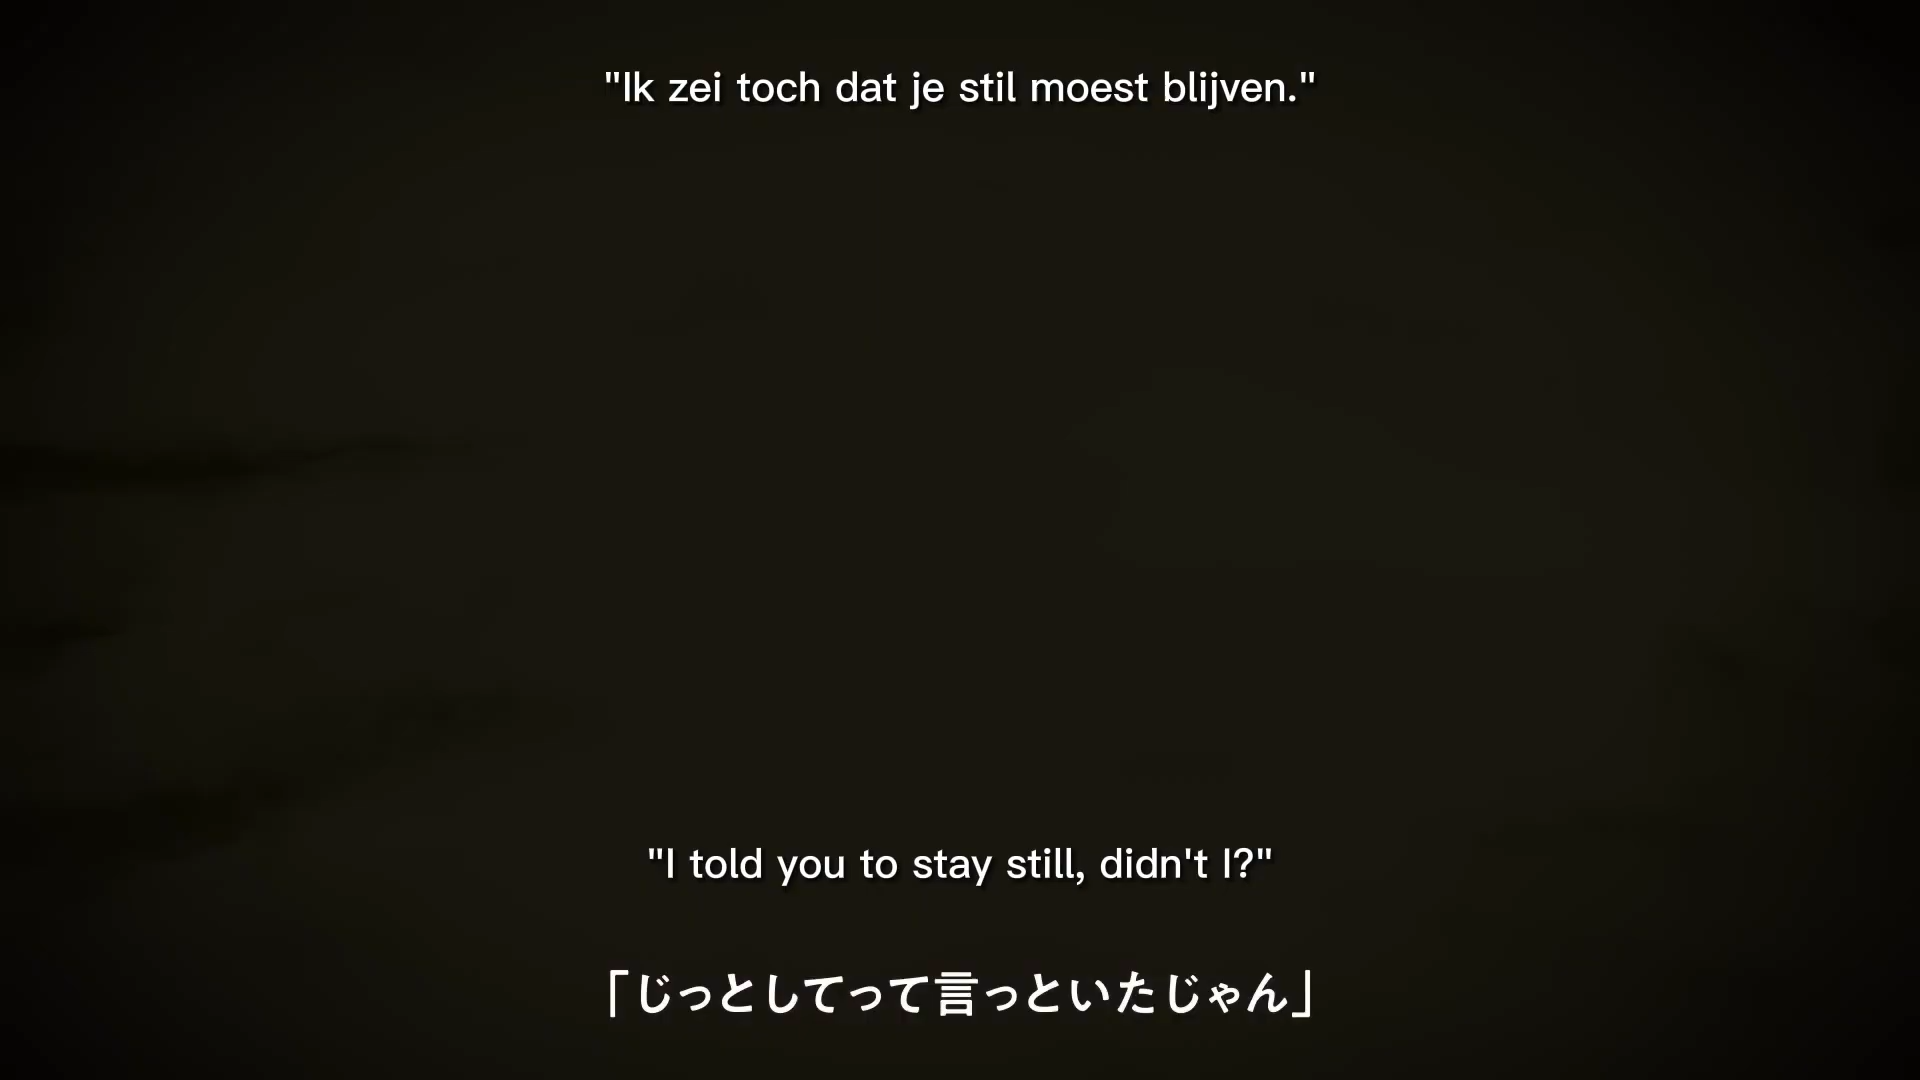 "Ik zei toch dat je stil moest blijven."
"I told you to stay still, didn't I?"
「じっとしてって言っといたじゃん」